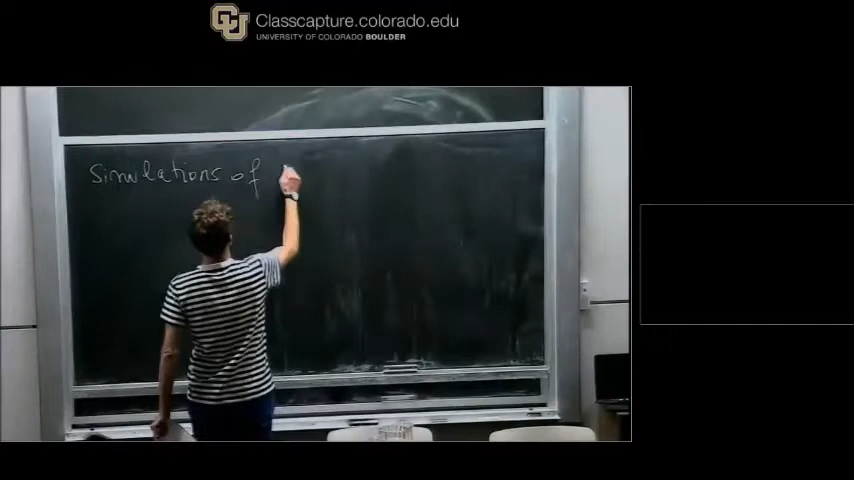 Classcapture.colorado.edu
UNIVERSITY OF COLORADO BOULDER
Simulations of